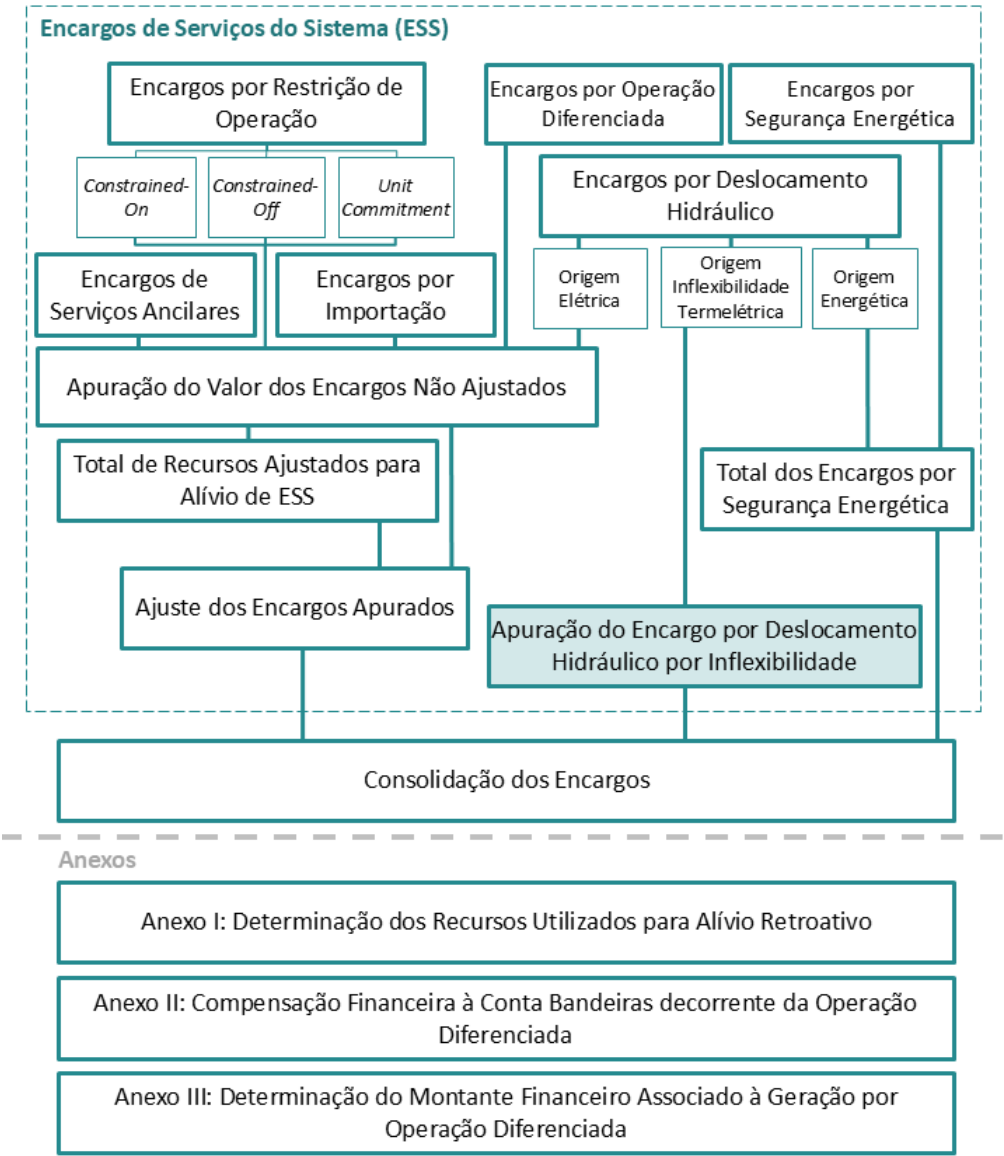 Encargos de Serviços do Sistema (ESS)
Encargos por Restrição de
Operação
Encargos por Operação
Diferenciada
Encargos por
Segurança Energética
Constrained-
On
Constrained-
Off
Unit
Commitment
Encargos por Deslocamento
Hidráulico
Encargos de
Serviços Ancilares
Encargos por
Importação
Origem
Elétrica
Origem
Inflexibilidade
Termelétrica
Origem
Energética
Apuração do Valor dos Encargos Não Ajustados
Total de Recursos Ajustados para
Alívio de ESS
Total dos Encargos por
Segurança Energética
Ajuste dos Encargos Apurados
Apuração do Encargo por Deslocamento
Hidráulico por Inflexibilidade
Consolidação dos Encargos
Anexos
Anexo I: Determinação dos Recursos Utilizados para Alívio Retroativo
Anexo II: Compensação Financeira à Conta Bandeiras decorrente da Operação
Diferenciada
Anexo III: Determinação do Montante Financeiro Associado à Geração por
Operação Diferenciada